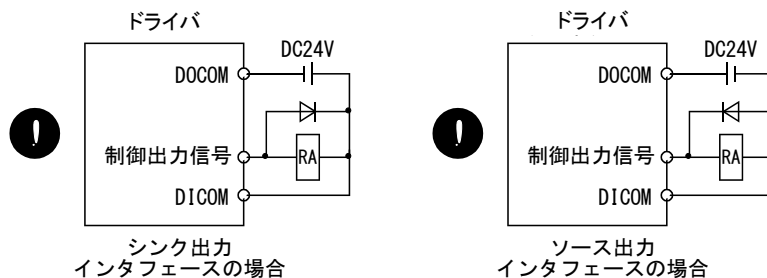 ドライバ
DC24V
DOCOM
制御出力信号
RA
DICOM
シンク出力
インタフェースの場合
ドライバ
DC24V
DOCOM
制御出力信号
RA
DICOM
ソース出力
インタフェースの場合